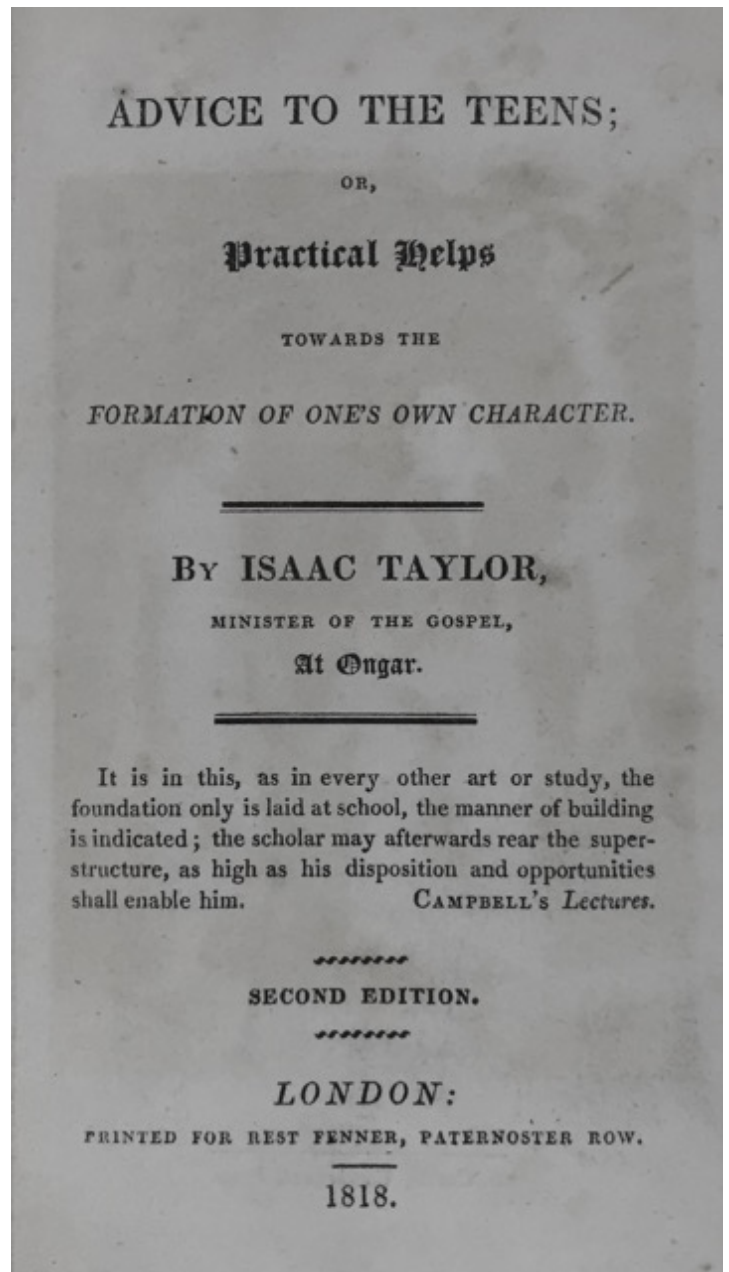 ADVICE TO THE TEENS;
OR,
Practical Helps
TOWARDS THE
FORMATION OF ONE'S OWN CHARACTER.
BY ISAAC TAYLOR,
MINISTER OF THE GOSPEL,
At Ongar.
It is in this, as in every other art or study, the
foundation only is laid at school, the manner of building
is indicated; the scholar may afterwards rear the super-
structure, as high as his disposition and opportunities
shall enable him. CAMPBELL'S Lectures.
SECOND EDITION.
LONDON:
PRINTED FOR REST FENNER, PATERNOSTER ROW.
1818.